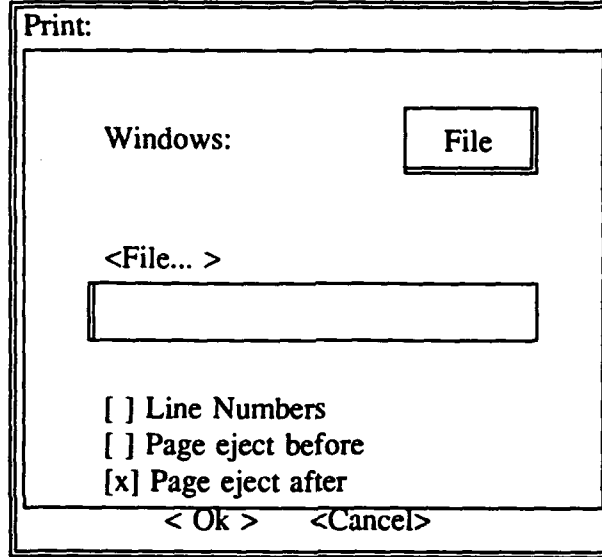 Print:
Windows: File
<File... >
[ ] Line Numbers
[ ] Page eject before
[x] Page eject after
< Ok > <Cancel>